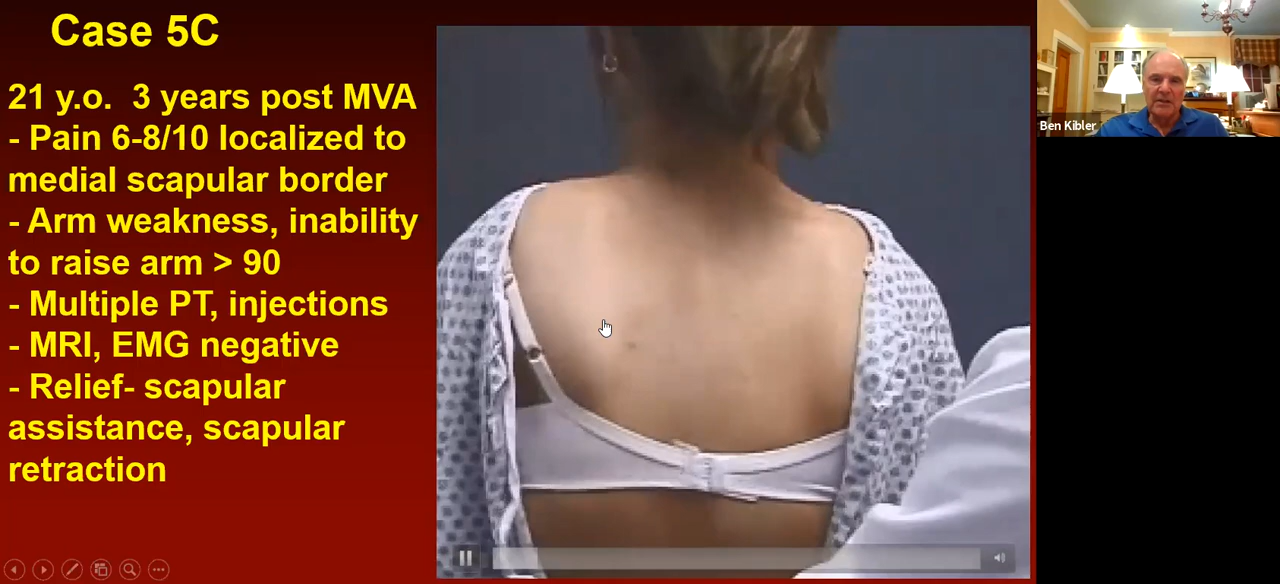 Case 5C
21 y.o. 3 years post MVA
- Pain 6-8/10 localized to
medial scapular border
- Arm weakness, inability
to raise arm > 90
- Multiple PT, injections
- MRI, EMG negative
- Relief- scapular
assistance, scapular
retraction
Ben Kibler